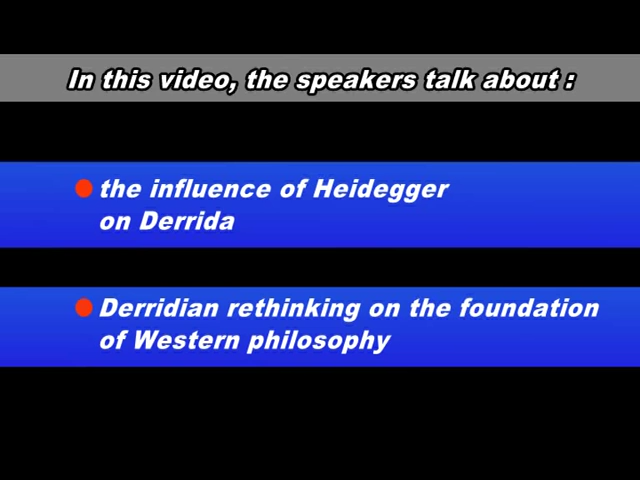 In this video, the speakers talk about :
the influence of Heidegger
on Derrida
Derridian rethinking on the foundation
of Western philosophy